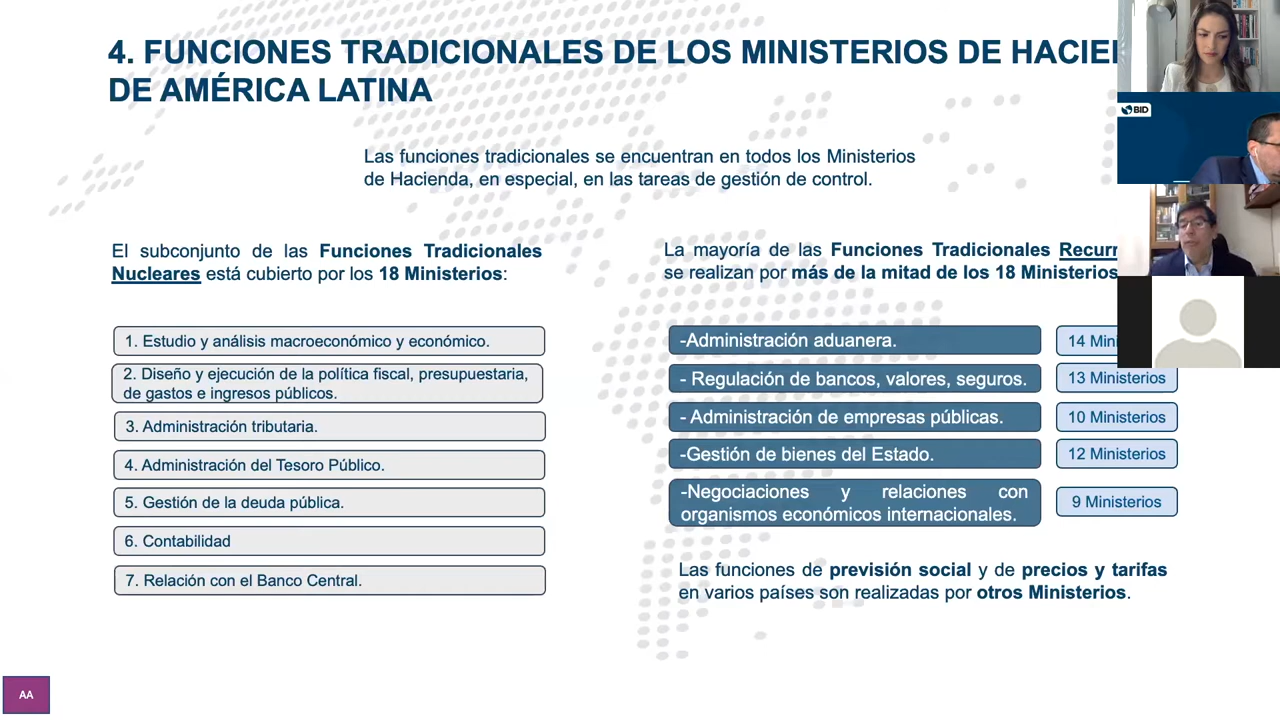 4. FUNCIONES TRADICIONALES DE LOS MINISTERIOS DE
DE AMÉRICA LATINA
BID
Las funciones tradicionales se encuentran en todos los Ministerios
de Hacienda, en especial, en las tareas de gestión de control.
El subconjunto de las Funciones Tradicionales
Nucleares está cubierto por los 18 Ministerios:
1. Estudio y análisis macroeconómico y económico.
2. Diseño y ejecución de la política fiscal, presupuestaria,
de gastos e ingresos públicos.
3. Administración tributaria.
4. Administración del Tesoro Público.
5. Gestión de la deuda pública.
6. Contabilidad
7. Relación con el Banco Central.
La mayoría de las Funciones Tradicionales
se realizan por más de la mitad de los 18 Ministerios
-Administración aduanera.
14
- Regulación de bancos, valores, seguros.
13 Ministerios
- Administración de empresas públicas.
10 Ministerios
-Gestión de bienes del Estado.
12 Ministerios
-Negociaciones y relaciones con
organismos económicos internacionales.
9 Ministerios
Las funciones de previsión social y de precios y tarifas
en varios países son realizadas por otros Ministerios.
AA